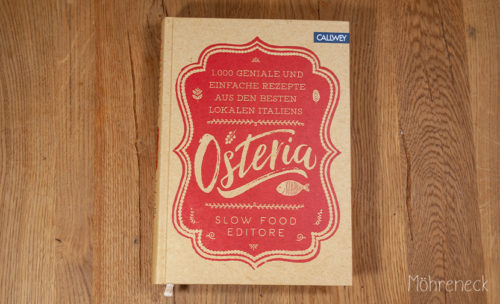 CALLWEY
1.000 GENIALE UND
EINFACHE REZEPTE
AUS DEN BESTEN
LOKALEN ITALIENS
Osteria
SLOW FOOD
EDITORE
Möhreneck